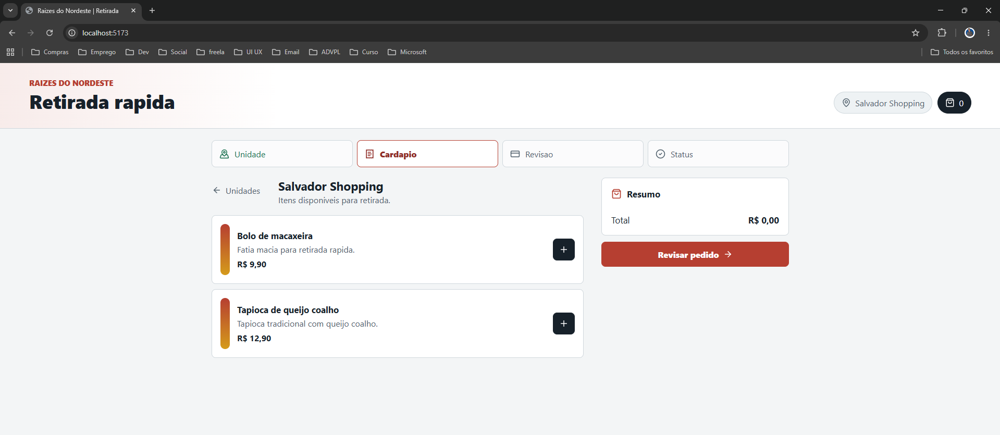 Raizes do Nordeste | Retirada
localhost:5173
Compras Emprego Dev Social freela UI UX Email ADVPL Curso Microsoft Todos os favoritos
RAIZES DO NORDESTE
Retirada rapida
Salvador Shopping 0
Unidade Cardapio Revisao Status
Unidades
Salvador Shopping
Itens disponiveis para retirada.
Bolo de macaxeira
Fatia macia para retirada rapida.
R$ 9,90
+
Tapioca de queijo coalho
Tapioca tradicional com queijo coalho.
R$ 12,90
+
Resumo
Total R$ 0,00
Revisar pedido